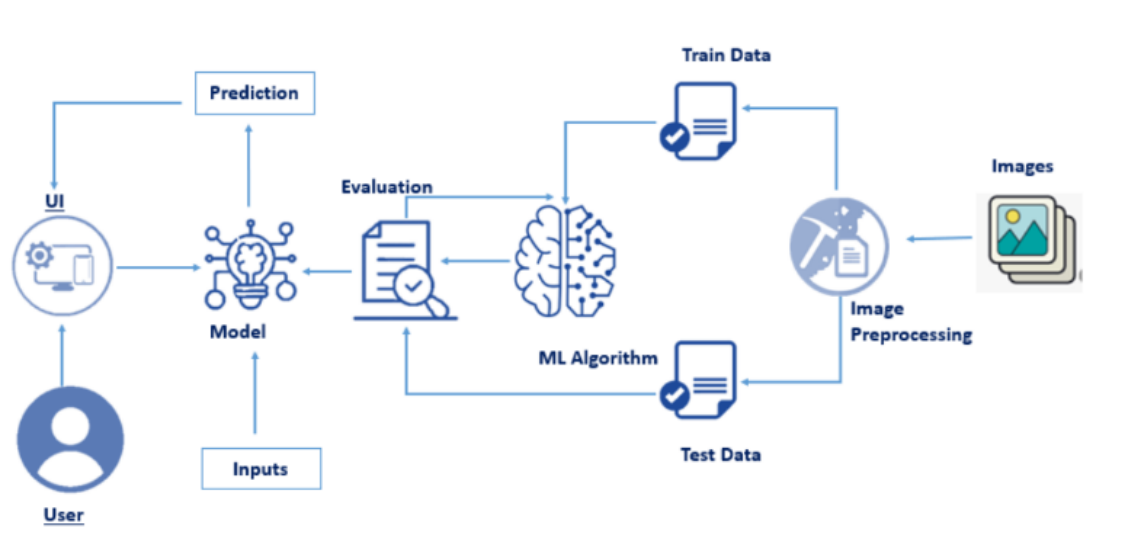 Train Data
Prediction
Images
Evaluation
UI
Image
Preprocessing
Model
ML Algorithm
Test Data
Inputs
User